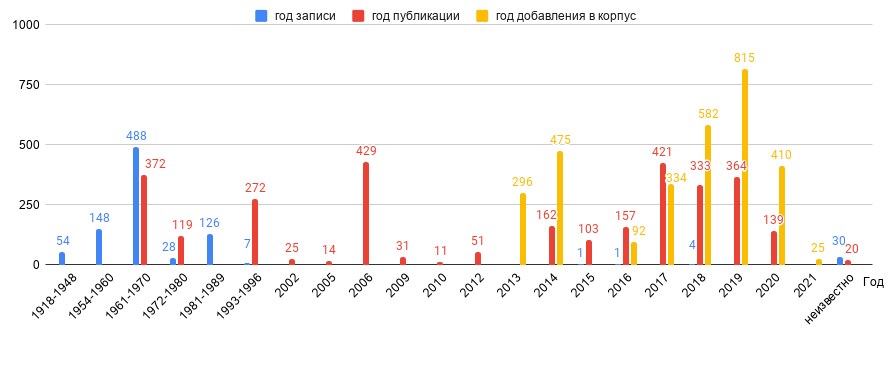 год записи год публикации год добавления в корпус
1000
750
500
250
0
54 148 488 372 28 119 126 7 272 25 14 429 31 11 51 296 162 475 1 103 1 157 92 421 334 4 333 582 364 815 139 410 25 30 20
1918-1948 1954-1960 1961-1970 1972-1980 1981-1989 1993-1996 2002 2005 2006 2009 2010 2012 2013 2014 2015 2016 2017 2018 2019 2020 2021 неизвестно
Год